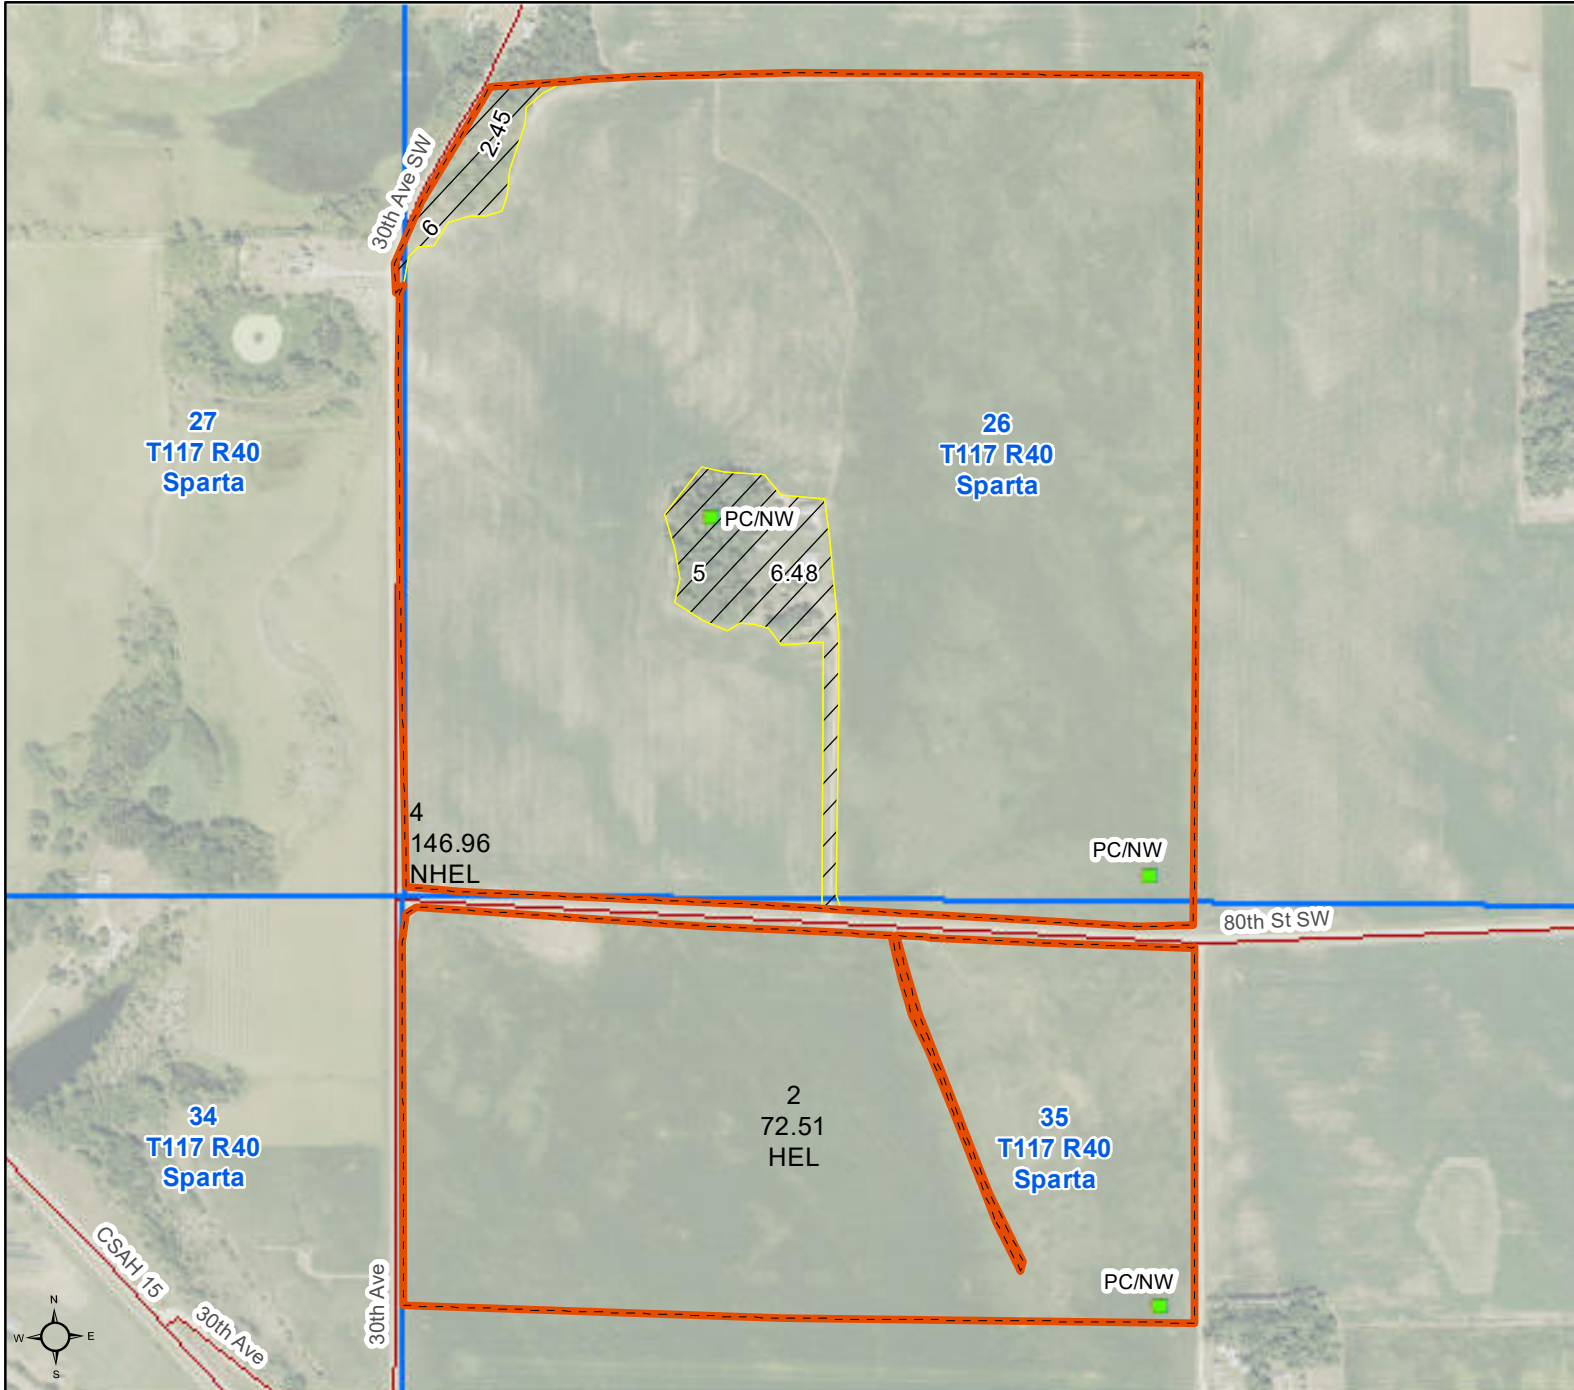 2.45
30th Ave SW
6
27
T117 R40
Sparta
26
T117 R40
Sparta
PC/NW
5
6.48
4
146.96
NHEL
PC/NW
80th St SW
2
72.51
HEL
34
T117 R40
Sparta
35
T117 R40
Sparta
CSAH 15
30th Ave
30th Ave
PC/NW
N
W
E
S